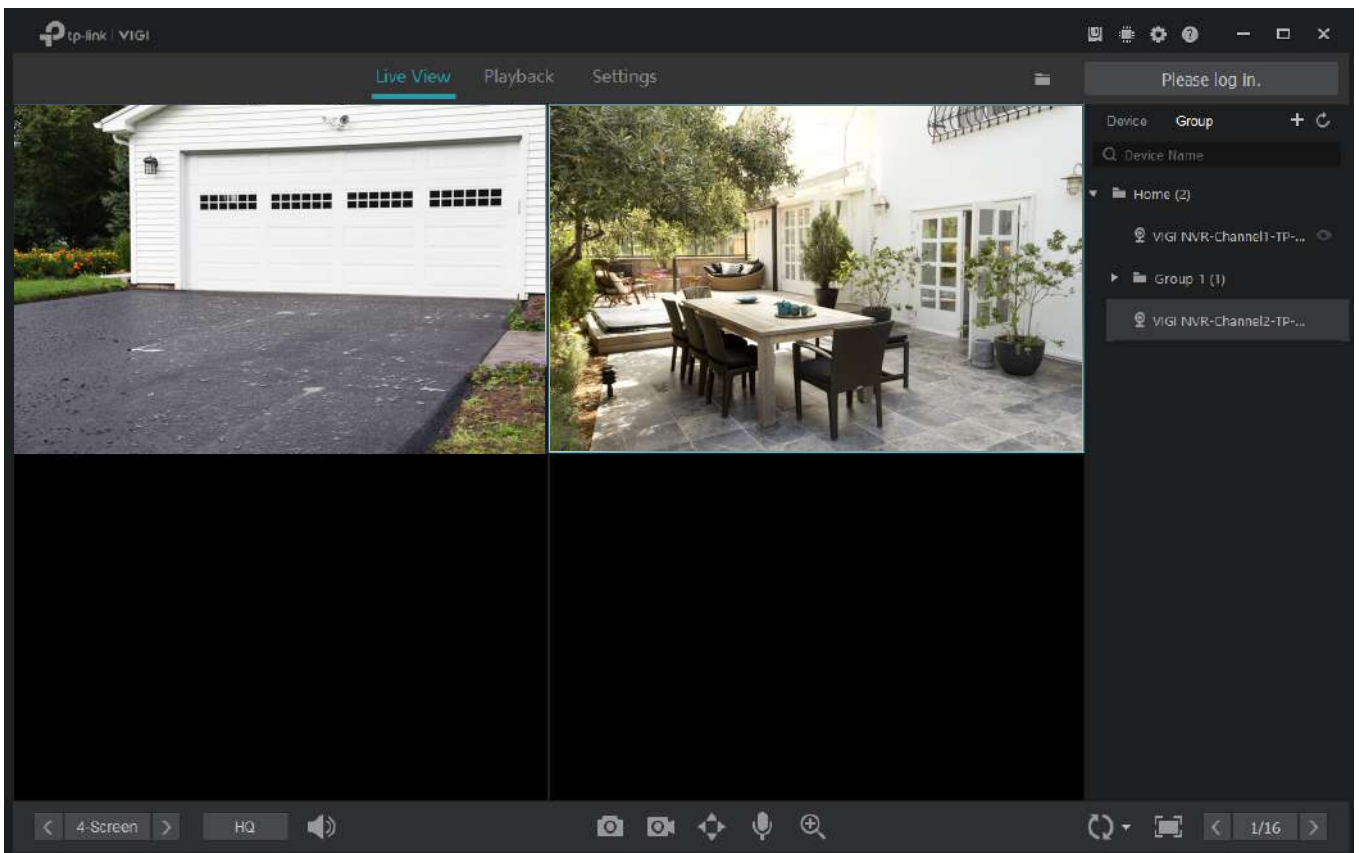 tp-link | VIGI
Live View Playback Settings
Please log in.
Device Group
Device Name
Home (2)
VIGI NVR-Channel1-TP-...
Group 1 (1)
VIGI NVR-Channel2-TP-...
4-Screen HQ 1/16